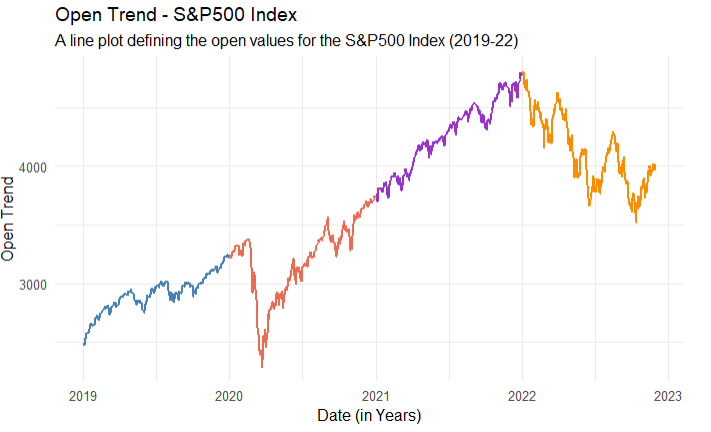 Open Trend - S&P500 Index
A line plot defining the open values for the S&P500 Index (2019-22)
Open Trend
4000
3000
2019 2020 2021 2022 2023
Date (in Years)